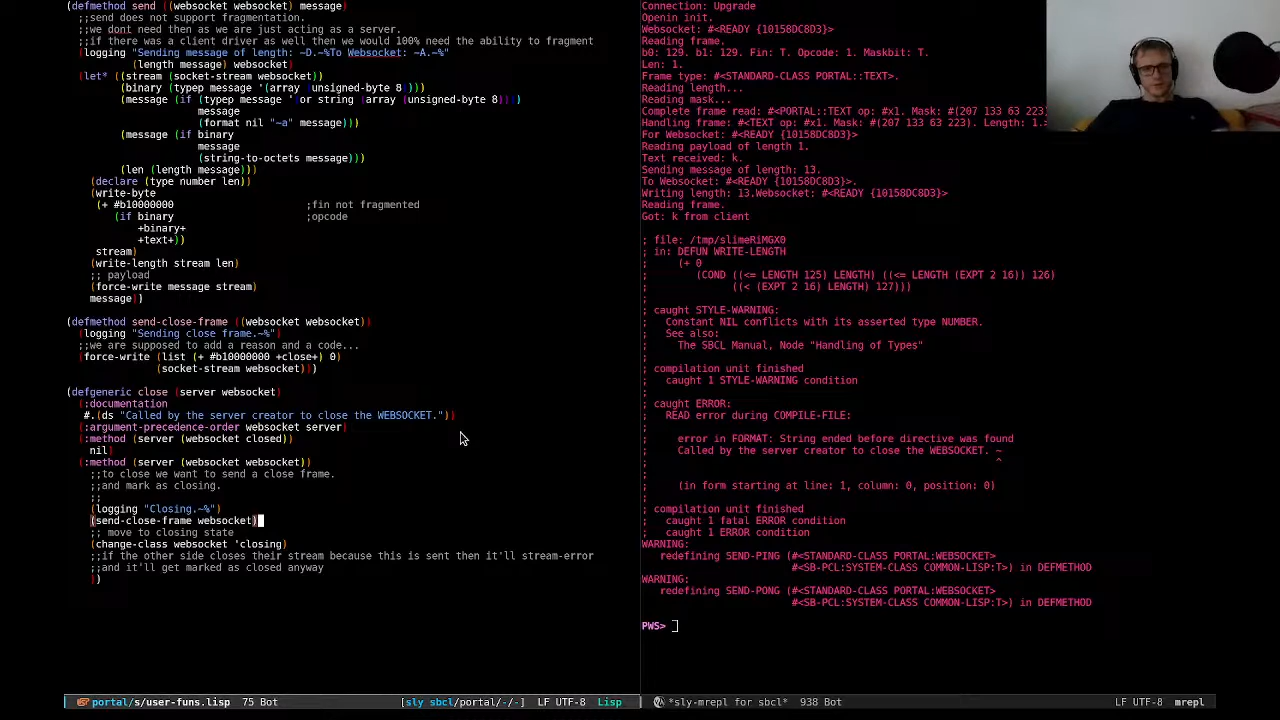 (defmethod send ((websocket websocket) message)
;;send does not support fragmentation.
;;we dont need then as we are just acting as a server.
;;if there was a client driver as well then we would 100% need the ability to fragment
(logging "Sending message of length: ~D.~%To Websocket: ~A.~%"
(length message) websocket)
(let* ((stream (socket-stream websocket))
(binary (typep message '(array (unsigned-byte 8))))
(message (if (typep message '(or string (array (unsigned-byte 8))))
message
(format nil "~a" message)))
(message (if binary
message
(string-to-octets message)))
(len (length message)))
(declare (type number len))
(write-byte
(+ #b10000000 ;fin not fragmented
(if binary ;opcode
+binary+
+text+))
stream)
(write-length stream len)
;; payload
(force-write message stream)
message))
(defmethod send-close-frame ((websocket websocket))
(logging "Sending close frame.~%")
;;we are supposed to add a reason and a code...
(force-write (list (+ #b10000000 +close+) 0)
(socket-stream websocket)))
(defgeneric close (server websocket)
(:documentation
#.(ds "Called by the server creator to close the WEBSOCKET."))
(:argument-precedence-order websocket server)
(:method (server (websocket closed))
nil)
(:method (server (websocket websocket))
;;to close we want to send a close frame.
;;and mark as closing.
;;
(logging "Closing.~%")
(send-close-frame websocket)
;; move to closing state
(change-class websocket 'closing)
;;if the other side closes their stream because this is sent then it'll stream-error
;;and it'll get marked as closed anyway
))
portal/s/user-funs.lisp 75 Bot [sly sbcl/portal/-/-] LF UTF-8 Lisp
Connection: Upgrade
Openin init.
Websocket: #<READY {10158DC8D3}>
Reading frame.
b0: 129. b1: 129. Fin: T. Opcode: 1. Maskbit: T.
Len: 1.
Frame type: #<STANDARD-CLASS PORTAL::TEXT>.
Reading length...
Reading mask...
Complete frame read: #<PORTAL::TEXT op: #x1. Mask: #(207 133 63 223)
Handling frame: #<TEXT op: #x1. Mask: #(207 133 63 223). Length: 1.
For Websocket: #<READY {10158DC8D3}>
Reading payload of length 1.
Text received: k.
Sending message of length: 13.
To Websocket: #<READY {10158DC8D3}>.
Writing length: 13.Websocket: #<READY {10158DC8D3}>
Reading frame.
Got: k from client
; file: /tmp/slimeRiMGX0
; in: DEFUN WRITE-LENGTH
; (+ 0
; (COND ((<= LENGTH 125) LENGTH) ((<= LENGTH (EXPT 2 16)) 126)
; ((< (EXPT 2 16) LENGTH) 127)))
;
; caught STYLE-WARNING:
; Constant NIL conflicts with its asserted type NUMBER.
; See also:
; The SBCL Manual, Node "Handling of Types"
;
; compilation unit finished
; caught 1 STYLE-WARNING condition
;
; caught ERROR:
; READ error during COMPILE-FILE:
;
; error in FORMAT: String ended before directive was found
; Called by the server creator to close the WEBSOCKET. ~
; ^
;
; (in form starting at line: 1, column: 0, position: 0)
;
; compilation unit finished
; caught 1 fatal ERROR condition
; caught 1 ERROR condition
WARNING:
redefining SEND-PING (#<STANDARD-CLASS PORTAL:WEBSOCKET>
#<SB-PCL:SYSTEM-CLASS COMMON-LISP:T>) in DEFMETHOD
WARNING:
redefining SEND-PONG (#<STANDARD-CLASS PORTAL:WEBSOCKET>
#<SB-PCL:SYSTEM-CLASS COMMON-LISP:T>) in DEFMETHOD
PWS>
*sly-mrepl for sbcl* 938 Bot LF UTF-8 mrepl